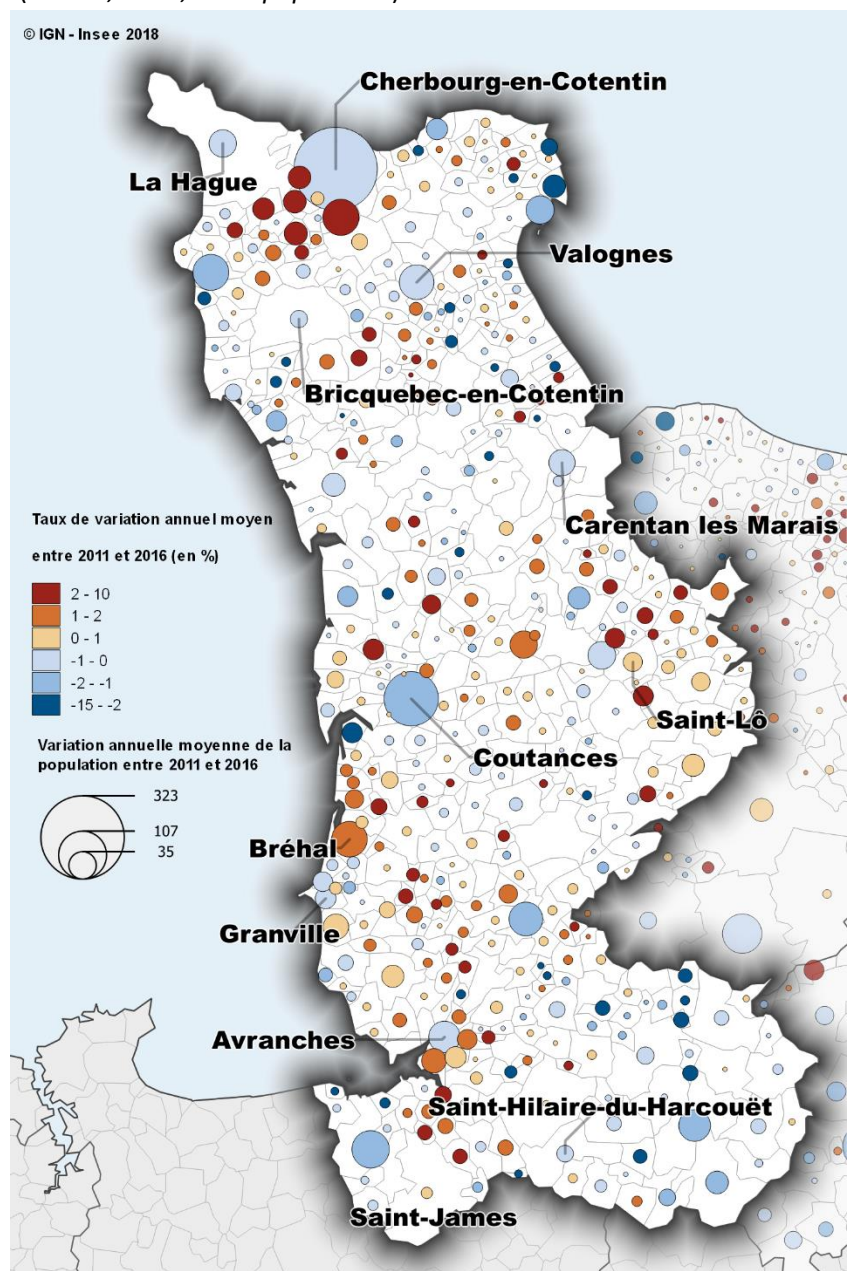 © IGN - Insee 2018
Cherbourg-en-Cotentin
La Hague
Valognes
Bricquebec-en-Cotentin
Carentan les Marais
Taux de variation annuel moyen
entre 2011 et 2016 (en %)
2 - 10
1 - 2
0 - 1
-1 - 0
-2 - -1
-15 - -2
Saint-Lô
Variation annuelle moyenne de la
population entre 2011 et 2016
323
107
35
Coutances
Bréhal
Granville
Avranches
Saint-Hilaire-du-Harcouët
Saint-James